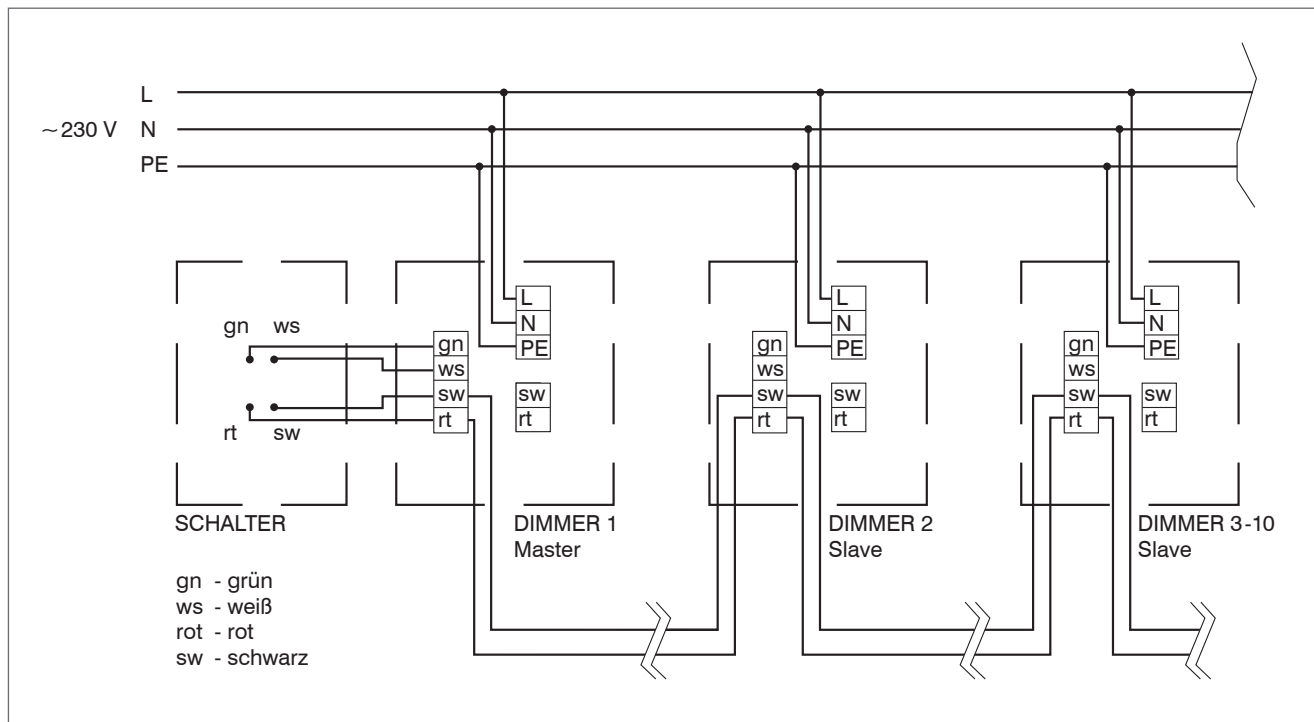 L
~230 V N
PE
gn ws
rt sw
SCHALTER
gn
ws
sw
rt
L
N
PE
sw
rt
DIMMER 1
Master
gn
ws
sw
rt
L
N
PE
sw
rt
DIMMER 2
Slave
gn
ws
sw
rt
L
N
PE
sw
rt
DIMMER 3-10
Slave
gn - grün
ws - weiß
rot - rot
sw - schwarz